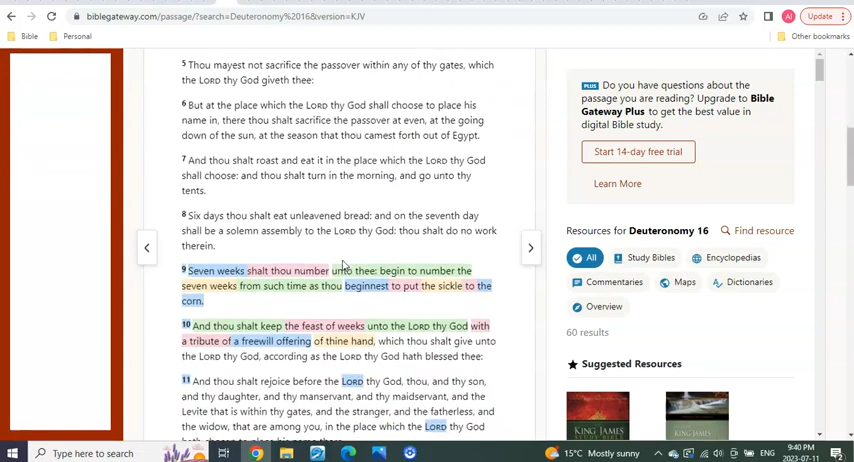 biblegateway.com/passage/?search=Deuteronomy%2016&version=KJV
AI
Update
Bible
Personal
Other bookmarks
5 Thou mayest not sacrifice the passover within any of thy gates, which
the LORD thy God giveth thee:
6 But at the place which the LORD thy God shall choose to place his
name in, there thou shalt sacrifice the passover at even, at the going
down of the sun, at the season that thou camest forth out of Egypt.
7 And thou shalt roast and eat it in the place which the LORD thy God
shall choose: and thou shalt turn in the morning, and go unto thy
tents.
8 Six days thou shalt eat unleavened bread: and on the seventh day
shall be a solemn assembly to the LORD thy God: thou shalt do no work
therein.
9 Seven weeks shalt thou number unto thee: begin to number the
seven weeks from such time as thou beginnest to put the sickle to the
corn.
10 And thou shalt keep the feast of weeks unto the LORD thy God with
a tribute of a freewill offering of thine hand, which thou shalt give unto
the LORD thy God, according as the LORD thy God hath blessed thee:
11 And thou shalt rejoice before the LORD thy God, thou, and thy son,
and thy daughter, and thy manservant, and thy maidservant, and the
Levite that is within thy gates, and the stranger, and the fatherless, and
the widow, that are among you, in the place which the LORD thy God
hath chosen to place his name there.
PLUS Do you have questions about the
passage you are reading? Upgrade to Bible
Gateway Plus to get the best value in
digital Bible study.
Start 14-day free trial
Learn More
Resources for Deuteronomy 16
Find resource
All
Study Bibles
Encyclopedias
Commentaries
Maps
Dictionaries
Overview
60 results
Suggested Resources
KING JAMES
KING JAMES
Type here to search
15°C Mostly sunny
ENG
9:40 PM
2023-07-11
2